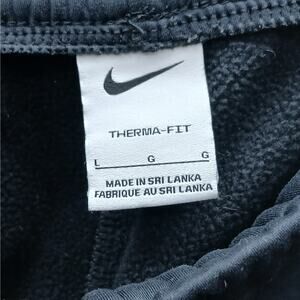 THERMA-FIT
L G G
MADE IN SRI LANKA
FABRIQUE AU SRI LANKA